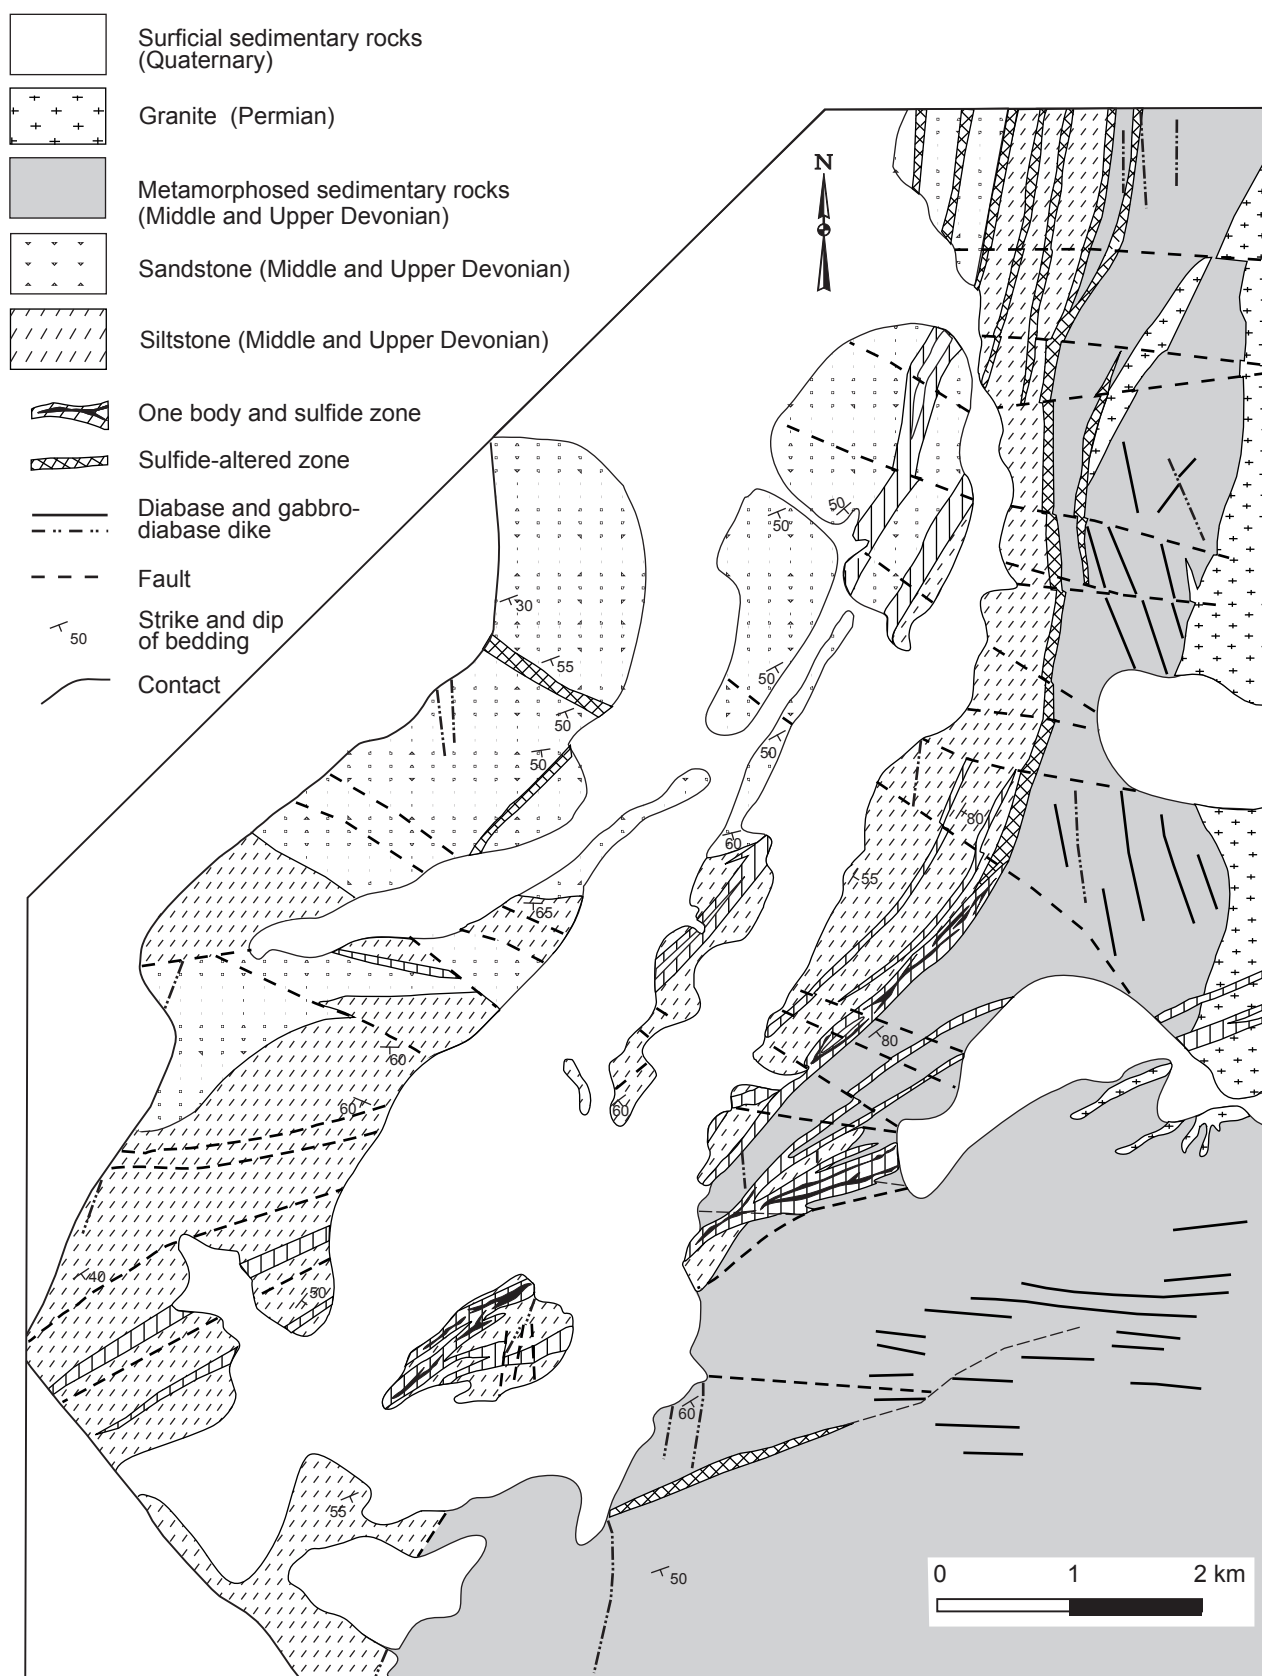 Surficial sedimentary rocks
(Quaternary)
Granite (Permian)
Metamorphosed sedimentary rocks
(Middle and Upper Devonian)
Sandstone (Middle and Upper Devonian)
Siltstone (Middle and Upper Devonian)
One body and sulfide zone
Sulfide-altered zone
Diabase and gabbro-
diabase dike
Fault
50
Strike and dip
of bedding
Contact
N
50
50
30
55
50
50
50
50
60
80
55
65
80
60
60
60
40
50
60
55
50
0 1 2 km